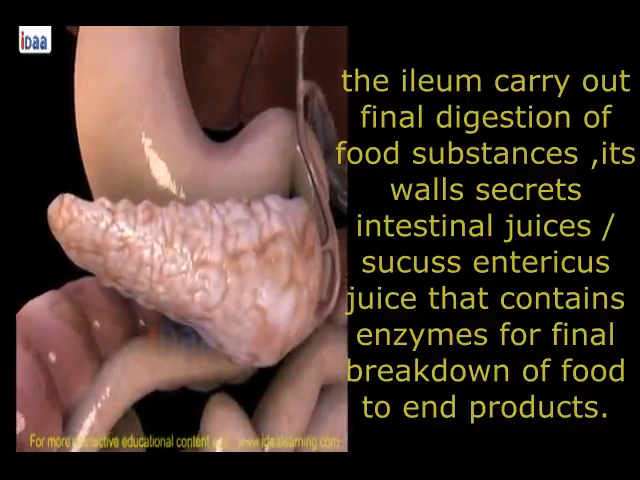 iDaa
the ileum carry out
final digestion of
food substances ,its
walls secrets
intestinal juices /
sucuss entericus
juice that contains
enzymes for final
breakdown of food
to end products.
For more active educational content www.idaalearning.com